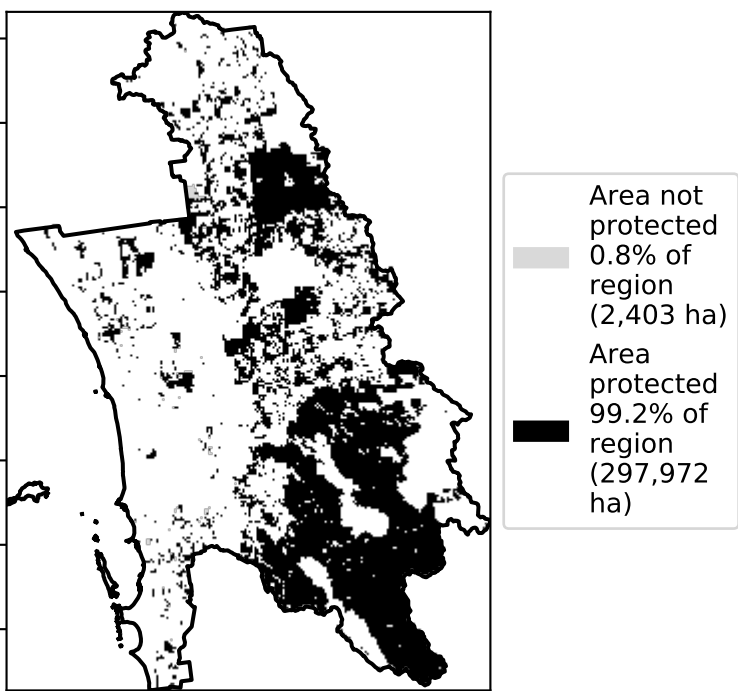 Area not
protected
0.8% of
region
(2,403 ha)
Area
protected
99.2% of
region
(297,972
ha)